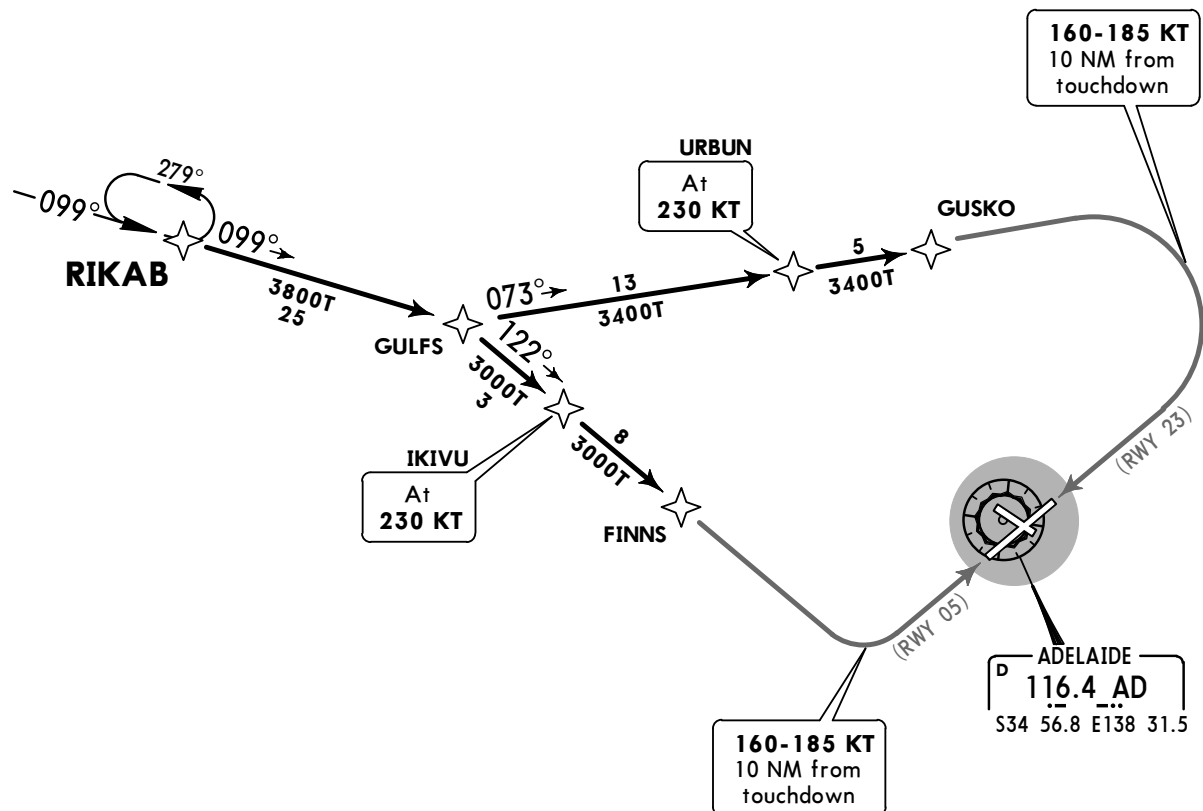 160-185 KT
10 NM from
touchdown
URBUN
At
230 KT
GUSKO
279°
099°
099°
RIKAB
3800T
25
GULFS
073°
13
3400T
5
3400T
122°
3000T
3
IKIVU
At
230 KT
8
3000T
FINNS
(RWY 23)
(RWY 05)
ADELAIDE
D
116.4 AD
S34 56.8 E138 31.5
160-185 KT
10 NM from
touchdown